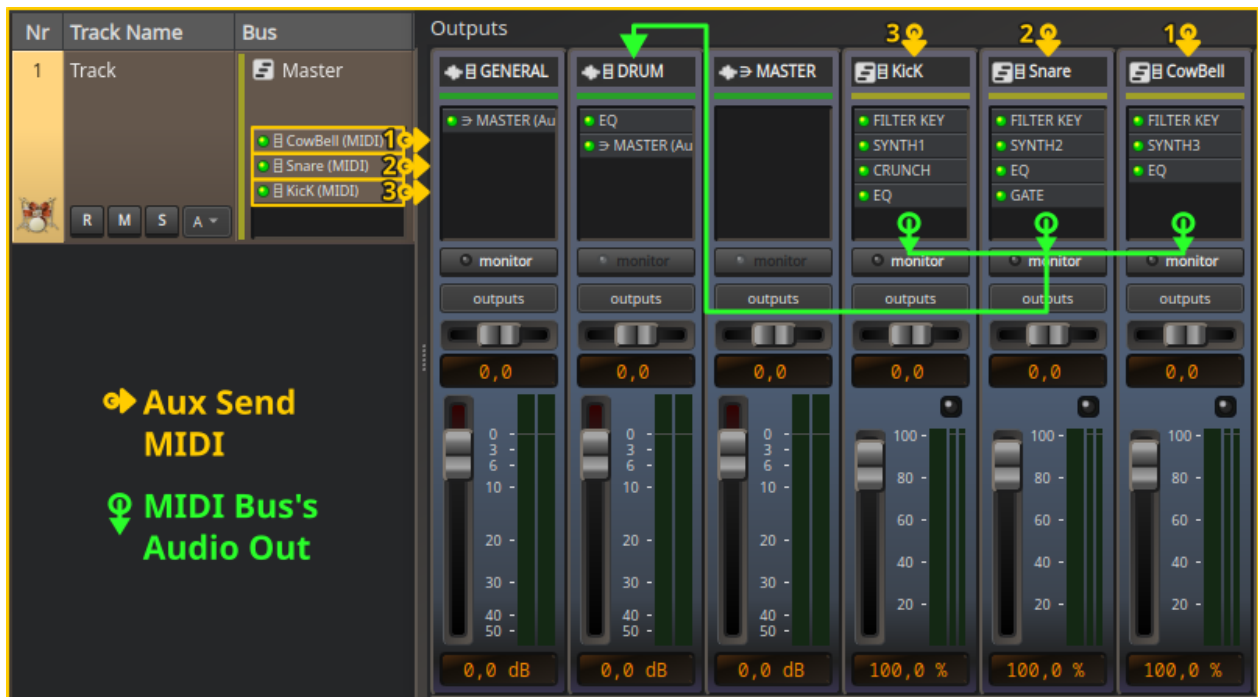 Nr Track Name Bus
1 Track Master
CowBell (MIDI) 1
Snare (MIDI) 2
KicK (MIDI) 3
R M S A
Aux Send
MIDI
MIDI Bus's
Audio Out
Outputs
3 2 1
GENERAL DRUM MASTER KicK Snare CowBell
MASTER (Au EQ FILTER KEY FILTER KEY FILTER KEY
MASTER (Au SYNTH1 SYNTH2 SYNTH3
CRUNCH EQ EQ
EQ GATE
monitor monitor monitor monitor monitor monitor
outputs outputs outputs outputs outputs outputs
0,0 0,0 0,0 0,0 0,0 0,0
0 0 0 100 100 100
3 3 3
6 6 6 80 80 80
10 10 10
60 60 60
20 20 20
40 40 40
30 30 30
20 20 20
40 40 40
50 50 50
0,0 dB 0,0 dB 0,0 dB 100,0 % 100,0 % 100,0 %